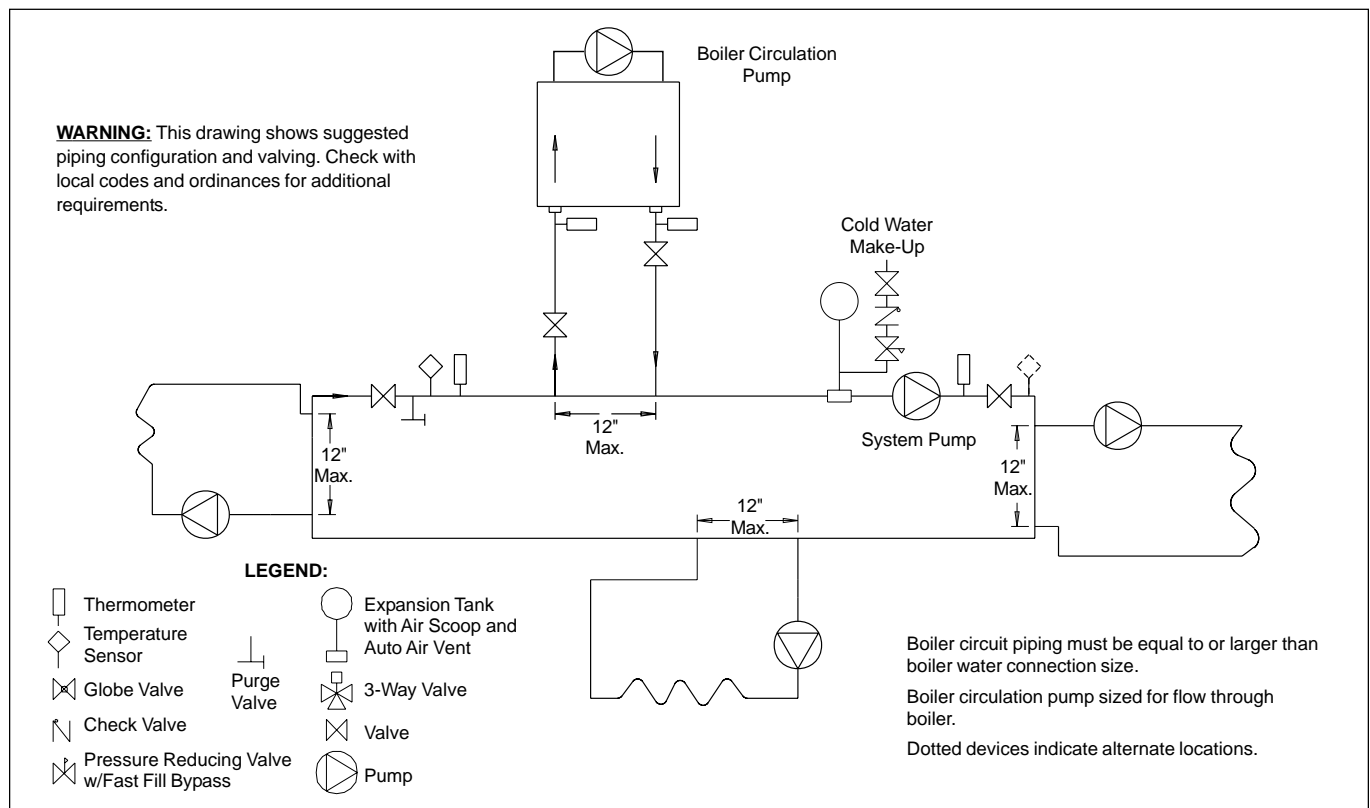 Boiler Circulation
Pump
WARNING: This drawing shows suggested
piping configuration and valving. Check with
local codes and ordinances for additional
requirements.
Cold Water
Make-Up
12"
Max.
System Pump
12"
Max.
12"
Max.
12"
Max.
LEGEND:
Thermometer
Temperature
Sensor
Globe Valve
Check Valve
Pressure Reducing Valve
w/Fast Fill Bypass
Purge
Valve
Expansion Tank
with Air Scoop and
Auto Air Vent
3-Way Valve
Valve
Pump
Boiler circuit piping must be equal to or larger than
boiler water connection size.
Boiler circulation pump sized for flow through
boiler.
Dotted devices indicate alternate locations.